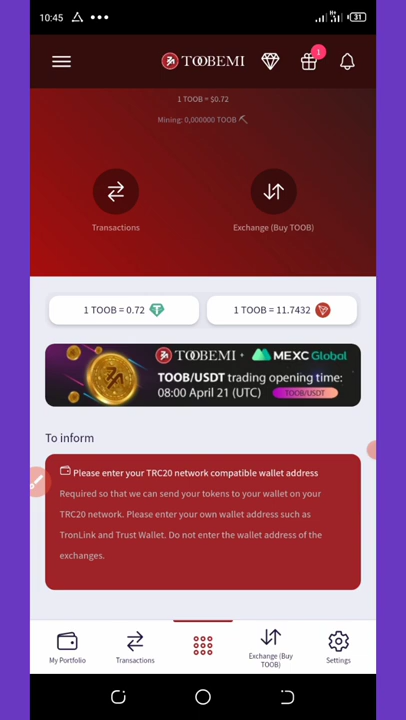 10:45
31
TOOBEMI
1
1 TOOB = $0.72
Mining: 0,000000 TOOB
Transactions
Exchange (Buy TOOB)
1 TOOB = 0.72
1 TOOB = 11.7432
TOOBEMI + MEXC Global
TOOB/USDT trading opening time:
08:00 April 21 (UTC)
TOOB/USDT
To inform
Please enter your TRC20 network compatible wallet address
Required so that we can send your tokens to your wallet on your
TRC20 network. Please enter your own wallet address such as
TronLink and Trust Wallet. Do not enter the wallet address of the
exchanges.
My Portfolio
Transactions
Exchange (Buy
TOOB)
Settings